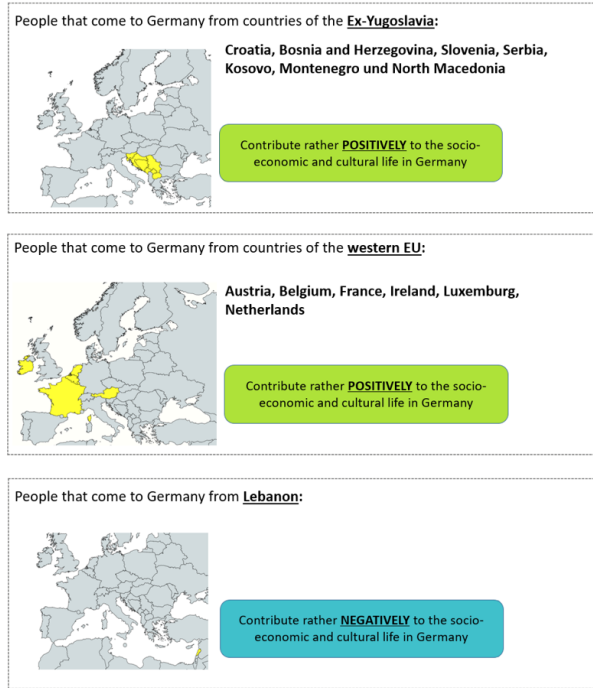 People that come to Germany from countries of the Ex-Yugoslavia:
Croatia, Bosnia and Herzegovina, Slovenia, Serbia,
Kosovo, Montenegro und North Macedonia
Contribute rather POSITIVELY to the socio-
economic and cultural life in Germany
People that come to Germany from countries of the western EU:
Austria, Belgium, France, Ireland, Luxemburg,
Netherlands
Contribute rather POSITIVELY to the socio-
economic and cultural life in Germany
People that come to Germany from Lebanon:
Contribute rather NEGATIVELY to the socio-
economic and cultural life in Germany